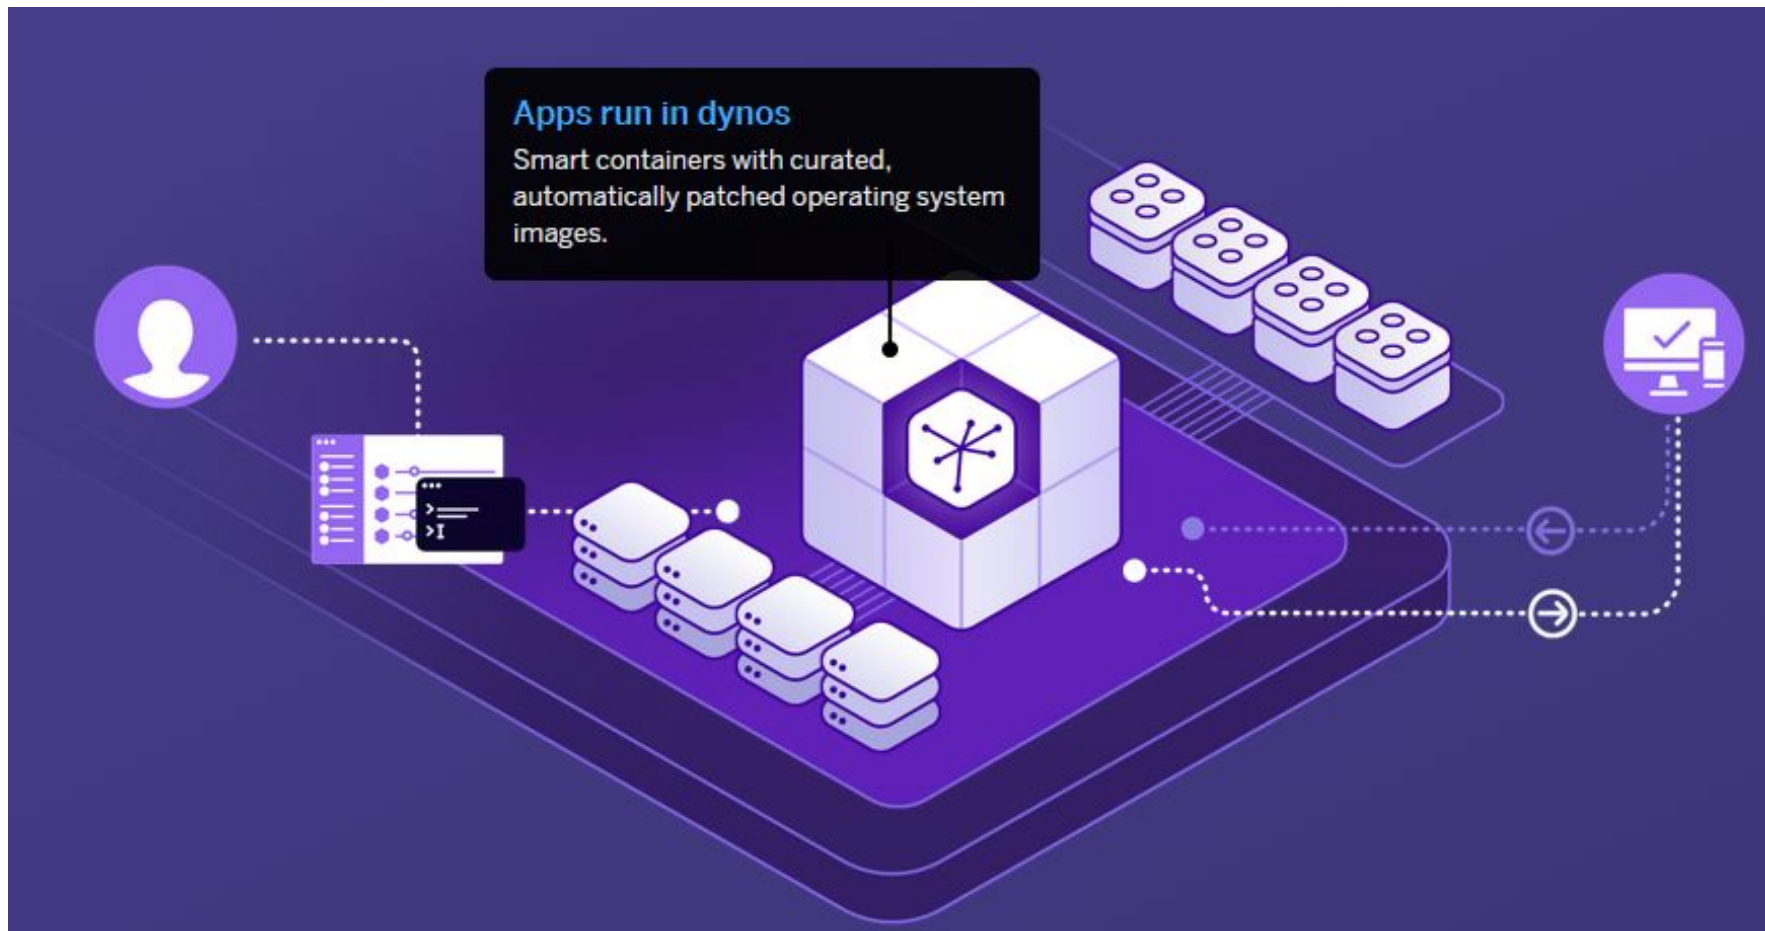 Apps run in dynos
Smart containers with curated,
automatically patched operating system
images.